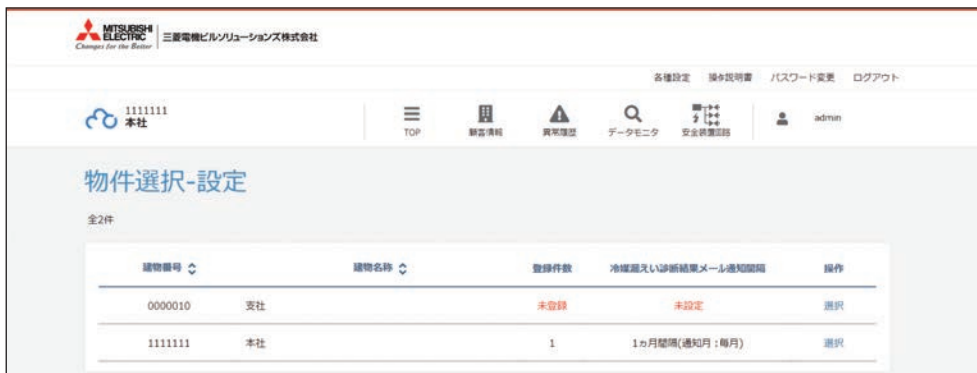 MITSUBISHI
ELECTRIC
Changes for the Better
三菱電機ビルソリューションズ株式会社
各種設定 操作説明書 パスワード変更 ログアウト
1111111
本社
TOP 顧客情報 異常履歴 データモニタ 安全装置回路 admin
物件選択-設定
全2件
建物番号 建物名称 登録件数 冷媒漏えい診断結果メール通知間隔 操作
0000010 支社 未登録 未設定 選択
1111111 本社 1 1ヵ月間隔(通知月:毎月) 選択